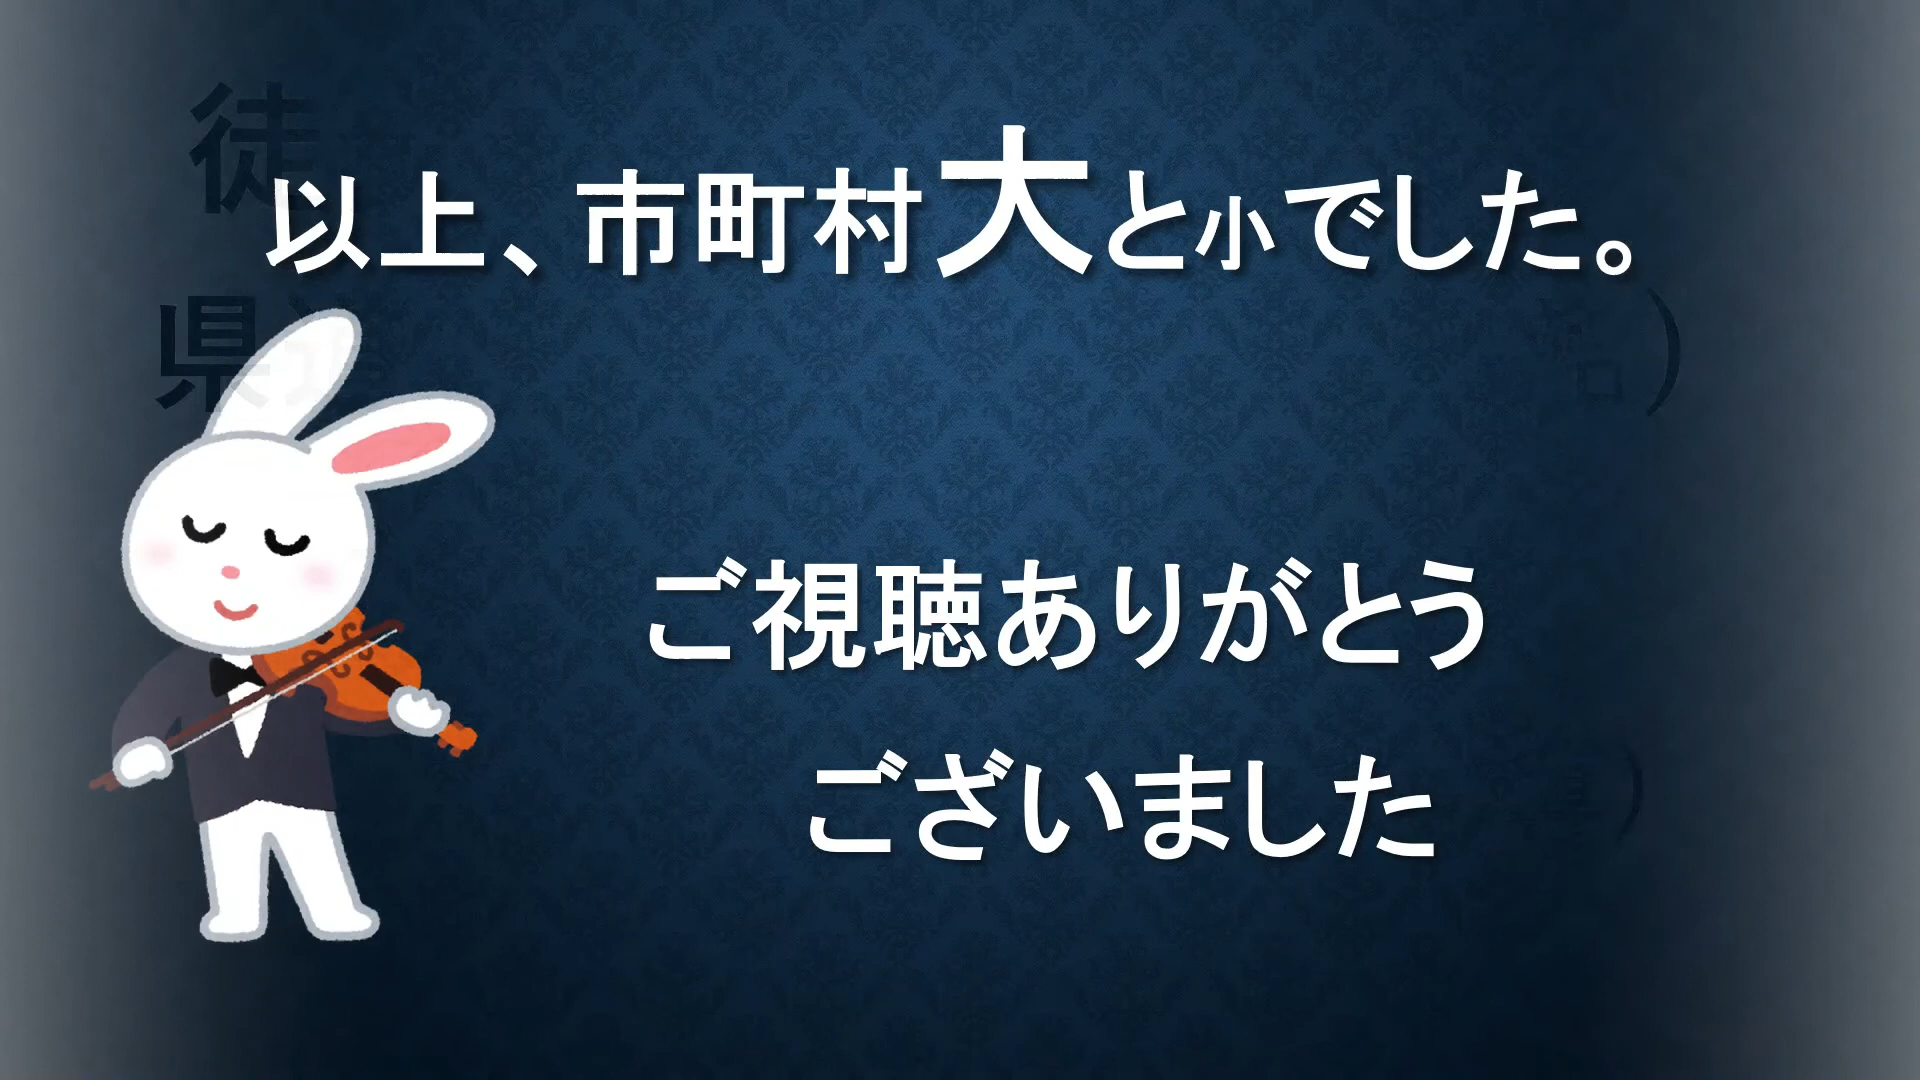 以上、市町村大と小でした。
ご視聴ありがとう
ございました